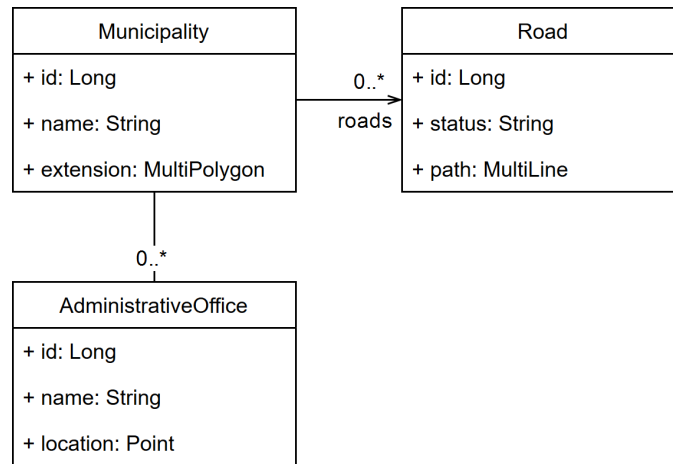 Municipality
+ id: Long
+ name: String
+ extension: MultiPolygon
0..*
roads
Road
+ id: Long
+ status: String
+ path: MultiLine
0..*
AdministrativeOffice
+ id: Long
+ name: String
+ location: Point